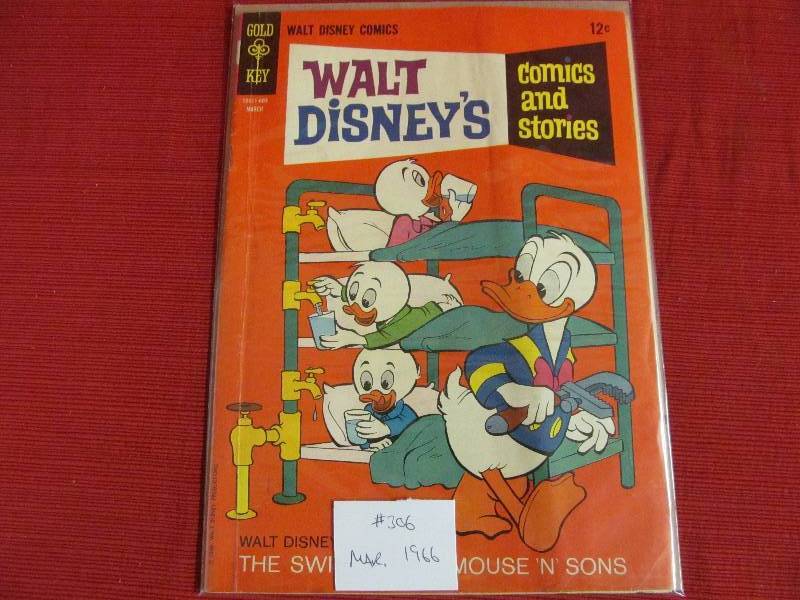 GOLD
KEY
WALT DISNEY COMICS
12¢
MARCH
WALT
DISNEY'S
Comics
and
Stories
#306
MAR. 1966
WALT DISNEY
THE SWI MOUSE 'N' SONS